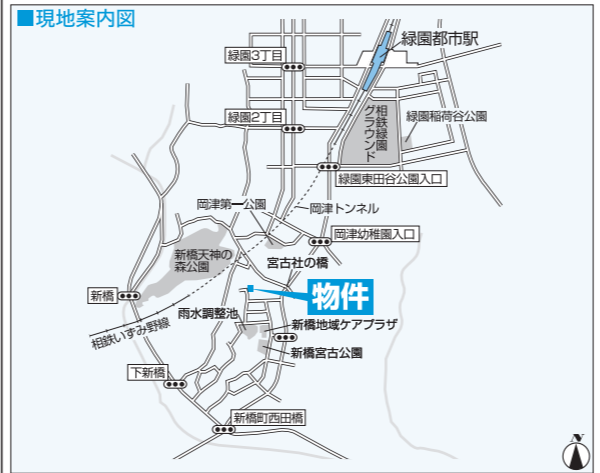 ■現地案内図
緑園都市駅
緑園3丁目
相鉄緑園
グラウンド
緑園稲荷谷公園
緑園2丁目
緑園東田谷公園入口
岡津第一公園
岡津トンネル
岡津幼稚園入口
新橋天神の
森公園
宮古社の橋
新橋
物件
雨水調整池
新橋地域ケアプラザ
相鉄いずみ野線
新橋宮古公園
下新橋
新橋町西田橋
N